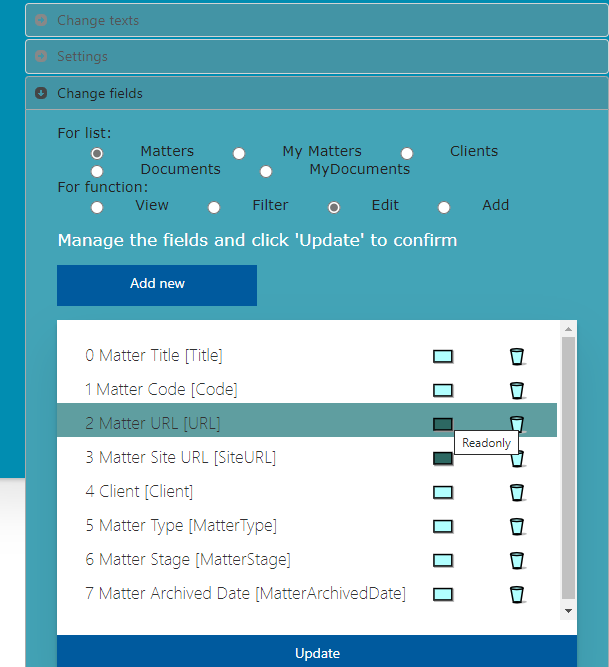 Change texts
Settings
Change fields
For list:
Matters My Matters Clients
Documents MyDocuments
For function:
View Filter Edit Add
Manage the fields and click 'Update' to confirm
Add new
0 Matter Title [Title]
1 Matter Code [Code]
2 Matter URL [URL]
Readonly
3 Matter Site URL [SiteURL]
4 Client [Client]
5 Matter Type [MatterType]
6 Matter Stage [MatterStage]
7 Matter Archived Date [MatterArchivedDate]
Update